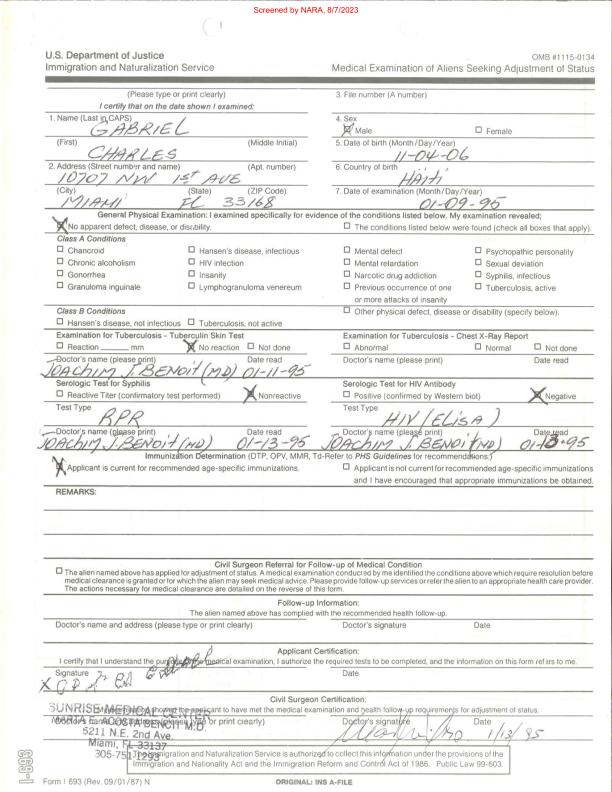 Screened by NARA, 8/7/2023
U.S. Department of Justice
OMB #1115-0134
Immigration and Naturalization Service
Medical Examination of Aliens Seeking Adjustment of Status
(Please type or print clearly)
I certify that on the date shown I examined:
3. File number (A number)
1. Name (Last in CAPS)
GABRIEL
4. Sex
☒ Male ☐ Female
(First) (Middle Initial)
CHARLES
5. Date of birth (Month/Day/Year)
11-04-06
2. Address (Street number and name) (Apt. number)
10707 NW 1st AVE
6. Country of birth
HAITI
(City) (State) (ZIP Code)
MIAMI FL 33168
7. Date of examination (Month/Day/Year)
01-09-95
General Physical Examination: I examined specifically for evidence of the conditions listed below. My examination revealed;
☒ No apparent defect, disease, or disability.
☐ The conditions listed below were found (check all boxes that apply).
Class A Conditions
☐ Chancroid ☐ Hansen's disease, infectious ☐ Mental defect ☐ Psychopathic personality
☐ Chronic alcoholism ☐ HIV infection ☐ Mental retardation ☐ Sexual deviation
☐ Gonorrhea ☐ Insanity ☐ Narcotic drug addiction ☐ Syphilis, infectious
☐ Granuloma inguinale ☐ Lymphogranuloma venereum ☐ Previous occurrence of one ☐ Tuberculosis, active
or more attacks of insanity
Class B Conditions
☐ Other physical defect, disease or disability (specify below).
☐ Hansen's disease, not infectious ☐ Tuberculosis, not active
Examination for Tuberculosis - Tuberculin Skin Test
☐ Reaction ____ mm ☒ No reaction ☐ Not done
Doctor's name (please print) Date read
JOACHIM J. BENOIT (MD) 01-11-95
Examination for Tuberculosis - Chest X-Ray Report
☐ Abnormal ☐ Normal ☐ Not done
Doctor's name (please print) Date read
Serologic Test for Syphilis
☐ Reactive Titer (confirmatory test performed) ☒ Nonreactive
Test Type
RPR
Doctor's name (please print) Date read
JOACHIM J. BENOIT (MD) 01-13-95
Serologic Test for HIV Antibody
☐ Positive (confirmed by Western biot) ☒ Negative
Test Type
HIV (ELISA)
Doctor's name (please print) Date read
JOACHIM J. BENOIT (MD) 01-13-95
Immunization Determination (DTP, OPV, MMR, Td-Refer to PHS Guidelines for recommendations.)
☒ Applicant is current for recommended age-specific immunizations.
☐ Applicant is not current for recommended age-specific immunizations
and I have encouraged that appropriate immunizations be obtained.
REMARKS:
Civil Surgeon Referral for Follow-up of Medical Condition
☐ The alien named above has applied for adjustment of status. A medical examination conducted by me identified the conditions above which require resolution before
medical clearance is granted or for which the alien may seek medical advice. Please provide follow-up services or refer the alien to an appropriate health care provider.
The actions necessary for medical clearance are detailed on the reverse of this form.
Follow-up Information:
The alien named above has complied with the recommended health follow-up.
Doctor's name and address (please type or print clearly) Doctor's signature Date
Applicant Certification:
I certify that I understand the purpose of the medical examination, I authorize the required tests to be completed, and the information on this form refers to me.
Signature Date
X
Civil Surgeon Certification:
SUNRISE MEDICAL CENTER
showed the applicant to have met the medical examination and health follow-up requirements for adjustment of status.
Doctor's name and address (please type or print clearly) Doctor's signature Date
MARIA E. ACOSTA BENCH M.D.
1/13/95
5211 N.E. 2nd Ave.
Miami, FL 33137
305-751-1293
The Immigration and Naturalization Service is authorized to collect this information under the provisions of the
Immigration and Nationality Act and the Immigration Reform and Control Act of 1986, Public Law 99-603.
Form I 693 (Rev. 09/01/87) N
ORIGINAL: INS A-FILE